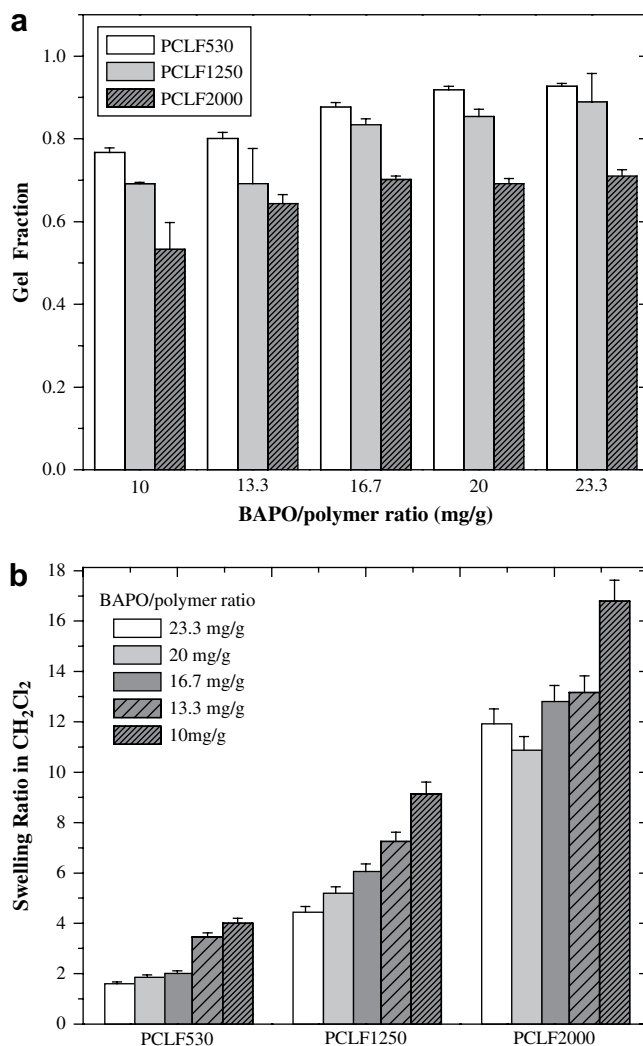 a
PCLF530
PCLF1250
PCLF2000
1.0
0.8
0.6
0.4
0.2
0.0
Gel Fraction
10 13.3 16.7 20 23.3
BAPO/polymer ratio (mg/g)
b
BAPO/polymer ratio
23.3 mg/g
20 mg/g
16.7 mg/g
13.3 mg/g
10mg/g
18
16
14
12
10
8
6
4
2
0
Swelling Ratio in CH₂Cl₂
PCLF530 PCLF1250 PCLF2000